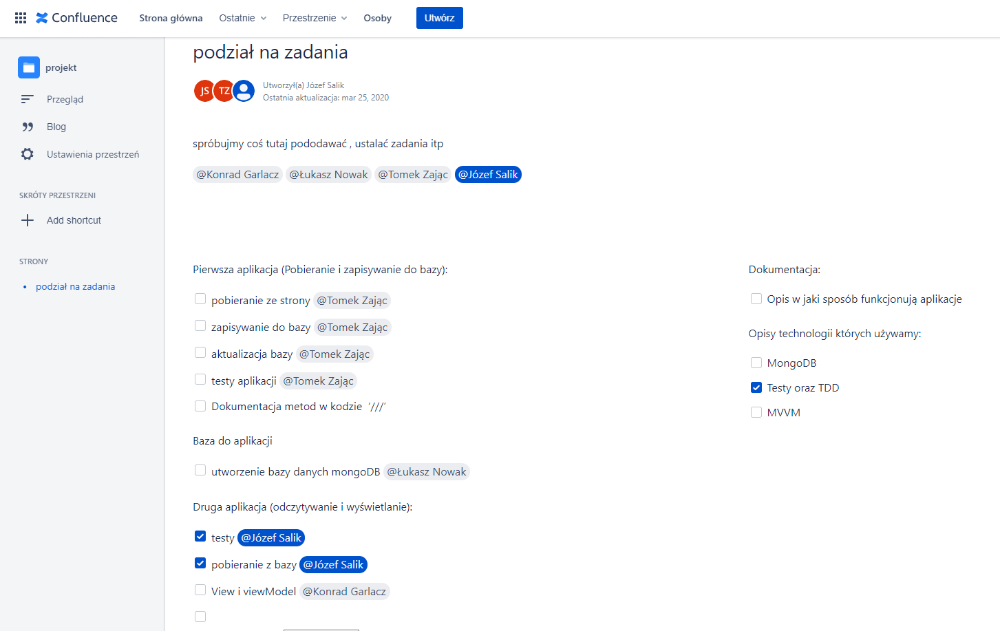 Confluence Strona główna Ostatnie Przestrzenie Osoby Utwórz
projekt
Przegląd
Blog
Ustawienia przestrzeń
SKRÓTY PRZESTRZENI
Add shortcut
STRONY
• podział na zadania
podział na zadania
JS TZ
Utworzył(a) Józef Salik
Ostatnia aktualizacja: mar 25, 2020
spróbujmy coś tutaj pododawać , ustalać zadania itp
@Konrad Garlacz @Łukasz Nowak @Tomek Zając @Józef Salik
Pierwsza aplikacja (Pobieranie i zapisywanie do bazy):
pobieranie ze strony @Tomek Zając
zapisywanie do bazy @Tomek Zając
aktualizacja bazy @Tomek Zając
testy aplikacji @Tomek Zając
Dokumentacja metod w kodzie ‘///’
Baza do aplikacji
utworzenie bazy danych mongoDB @Łukasz Nowak
Druga aplikacja (odczytywanie i wyświetlanie):
testy @Józef Salik
pobieranie z bazy @Józef Salik
View i viewModel @Konrad Garlacz
Dokumentacja:
Opis w jaki sposób funkcjonują aplikacje
Opisy technologii których używamy:
MongoDB
Testy oraz TDD
MVVM